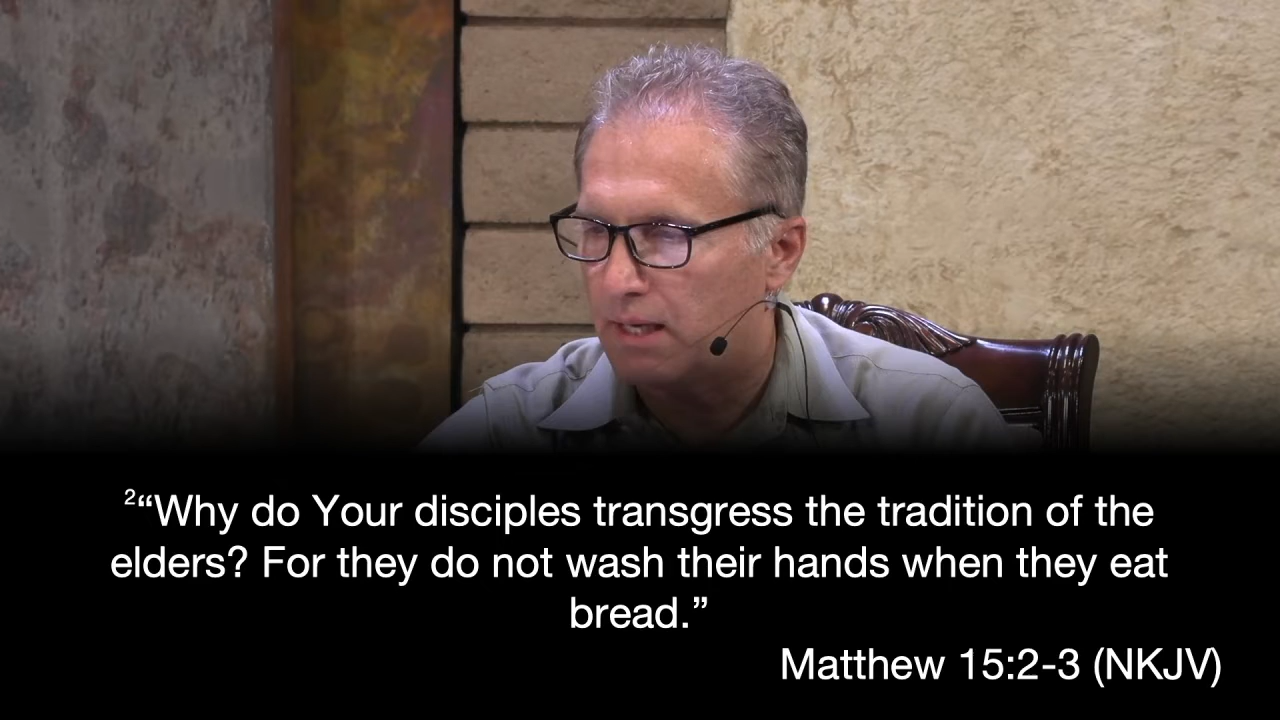 ²“Why do Your disciples transgress the tradition of the
elders? For they do not wash their hands when they eat
bread.”
Matthew 15:2-3 (NKJV)